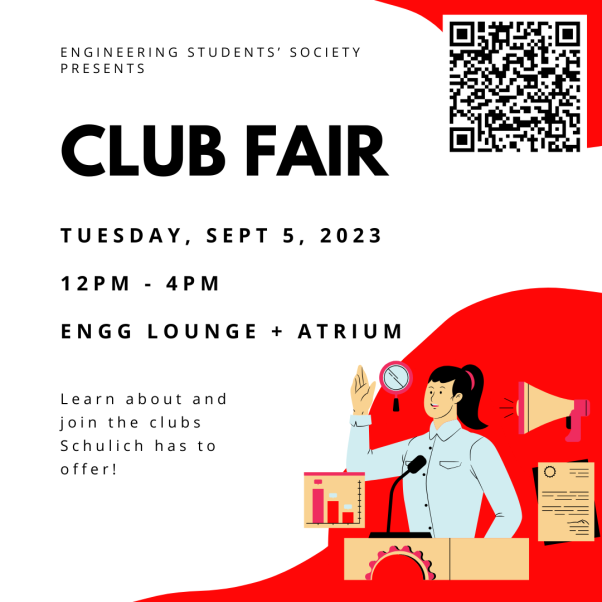 ENGINEERING STUDENTS' SOCIETY
PRESENTS
CLUB FAIR
TUESDAY, SEPT 5, 2023
12PM - 4PM
ENGG LOUNGE + ATRIUM
Learn about and
join the clubs
Schulich has to
offer!